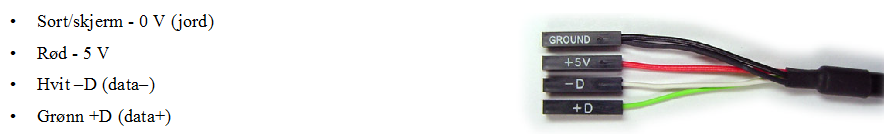 • Sort/skjerm - 0 V (jord)
• Rød - 5 V
• Hvit –D (data–)
• Grønn +D (data+)
GROUND
+5V
-D
+D